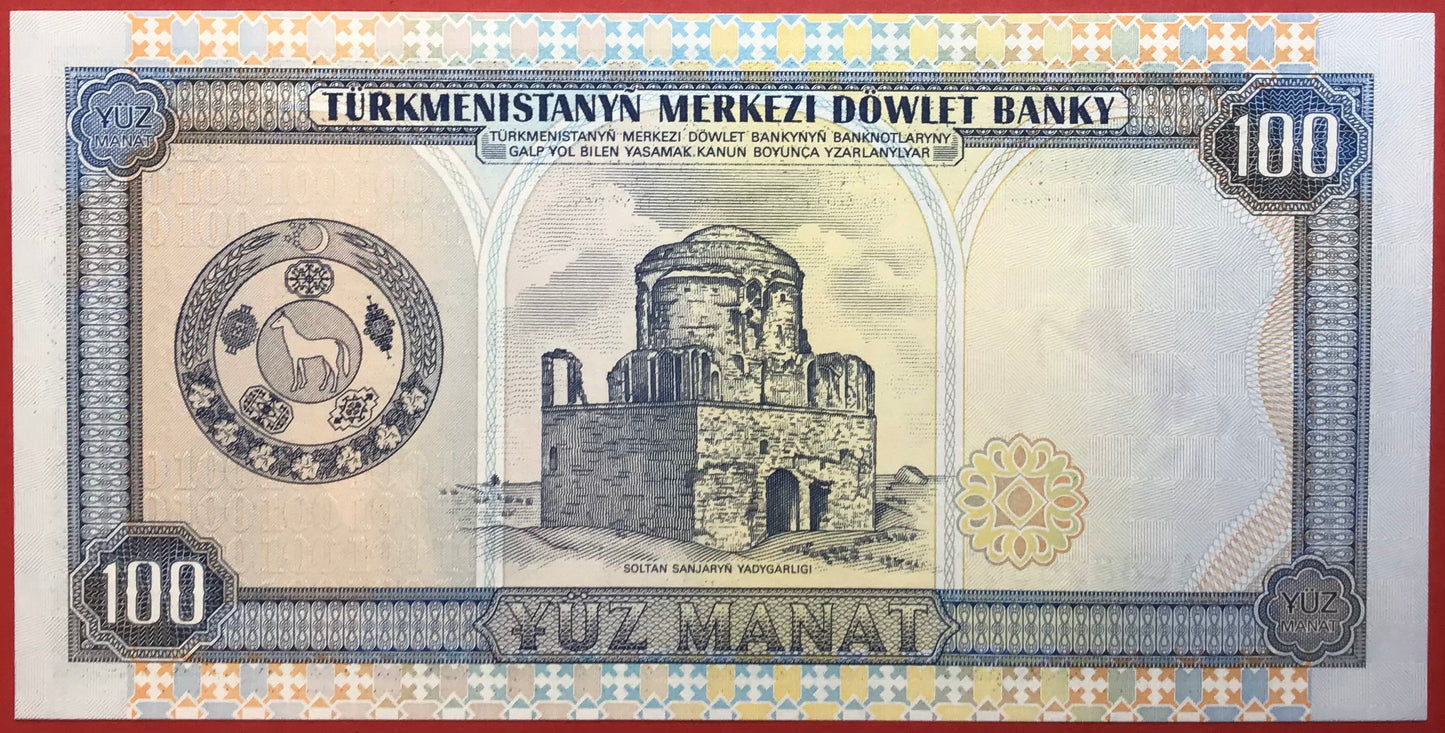 TÜRKMENISTANYŇ MERKEZI DÖWLET BANKY
TÜRKMENISTANYŇ MERKEZI DÖWLET BANKYNYŇ BANKNOTLARYNY
GALP YOL BILEN YASAMAK KANUN BOYUNÇA YZARLANYLYAR
YÜZ
MANAT
100
SOLTAN SANJARYŇ YADYGÄRLIGI
100
YÜZ MANAT
YÜZ
MANAT